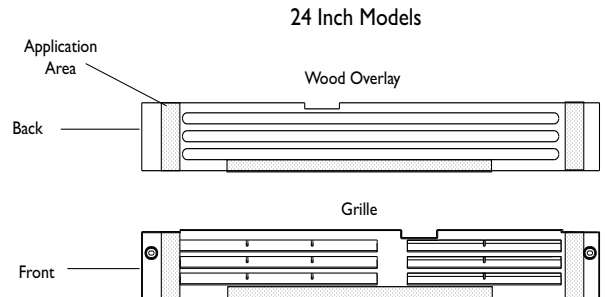 24 Inch Models
Application
Area
Wood Overlay
Back
Grille
Front